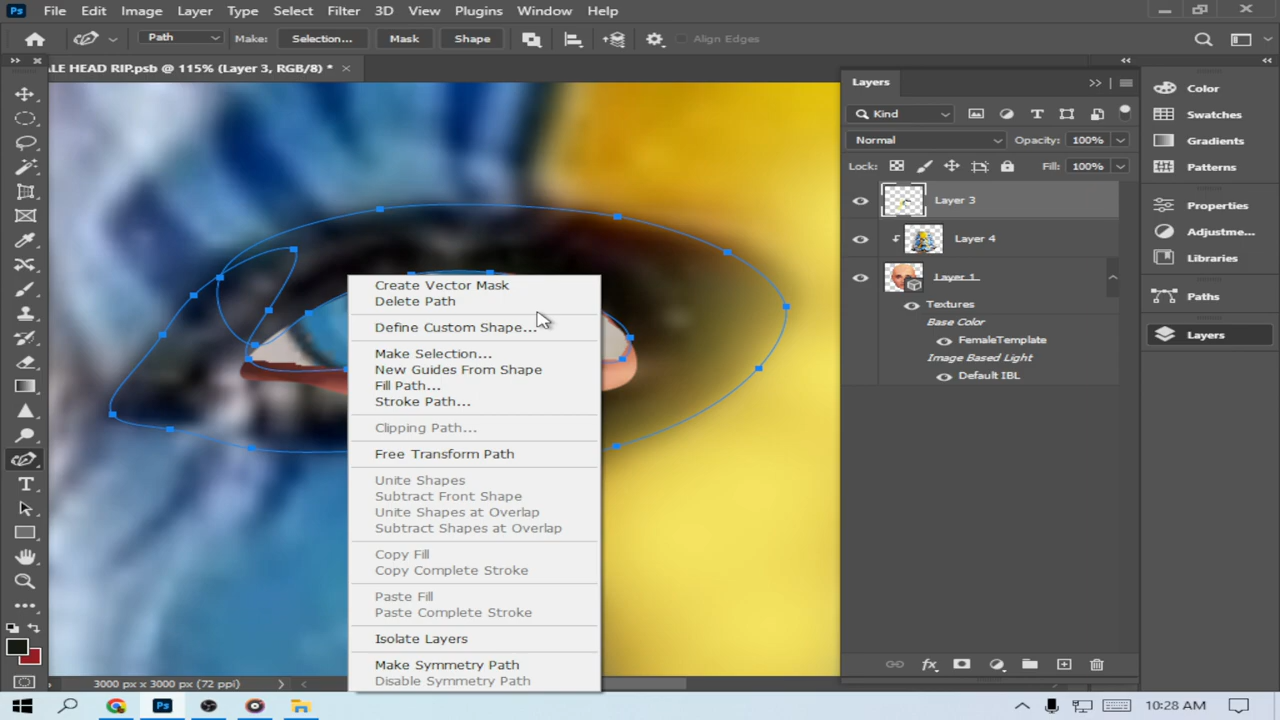 Ps File Edit Image Layer Type Select Filter 3D View Plugins Window Help
Path Make: Selection... Mask Shape Align Edges
ALE HEAD RIP.psb @ 115% (Layer 3, RGB/8) *
Layers
Kind
Normal Opacity: 100%
Lock: Fill: 100%
Layer 3
Layer 4
Layer 1
Textures
Base Color
FemaleTemplate
Image Based Light
Default IBL
Color
Swatches
Gradients
Patterns
Properties
Adjustme...
Libraries
Paths
Layers
Create Vector Mask
Delete Path
Define Custom Shape...
Make Selection...
New Guides From Shape
Fill Path...
Stroke Path...
Clipping Path...
Free Transform Path
Unite Shapes
Subtract Front Shape
Unite Shapes at Overlap
Subtract Shapes at Overlap
Copy Fill
Copy Complete Stroke
Paste Fill
Paste Complete Stroke
Isolate Layers
Make Symmetry Path
Disable Symmetry Path
3000 px x 3000 px (72 ppi)
Ps 10:28 AM